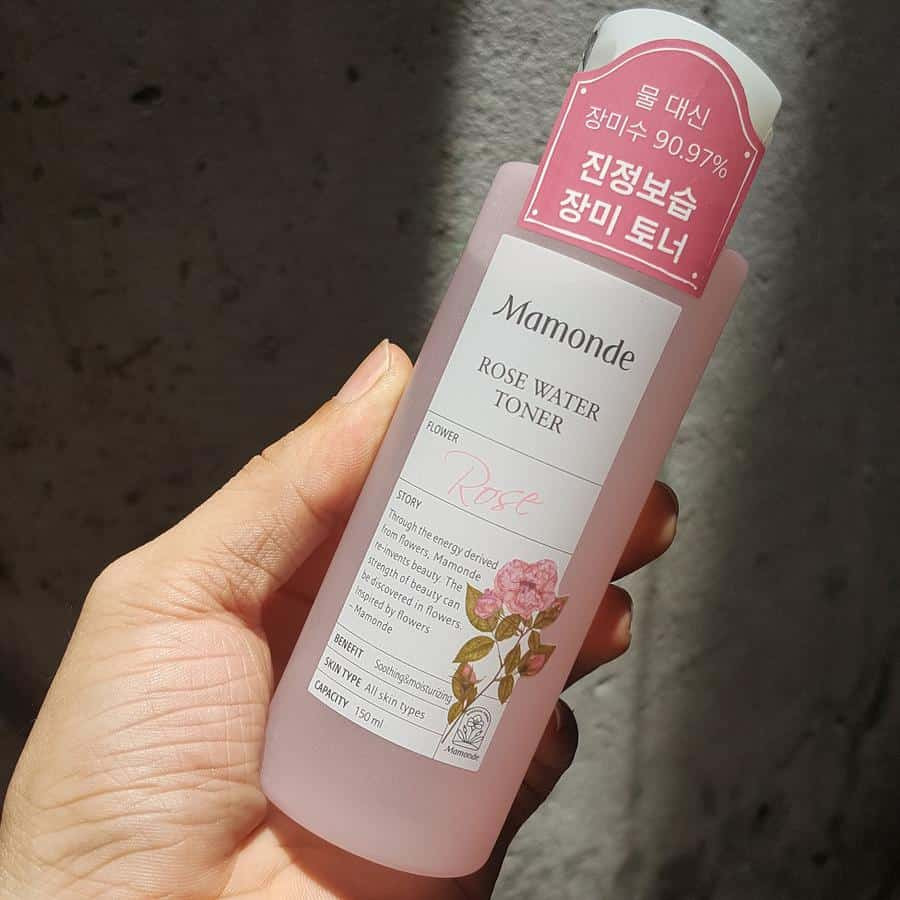 물 대신
장미수 90.97%
진정보습
장미 토너
Mamonde
ROSE WATER
TONER
FLOWER
Rose
STORY
Through the energy derived
from flowers, Mamonde
re-invents beauty. The
strength of beauty can
be discovered in flowers.
Inspired by flowers
- Mamonde
BENEFIT Soothing&moisturizing
SKIN TYPE All skin types
CAPACITY 150 ml
Mamonde